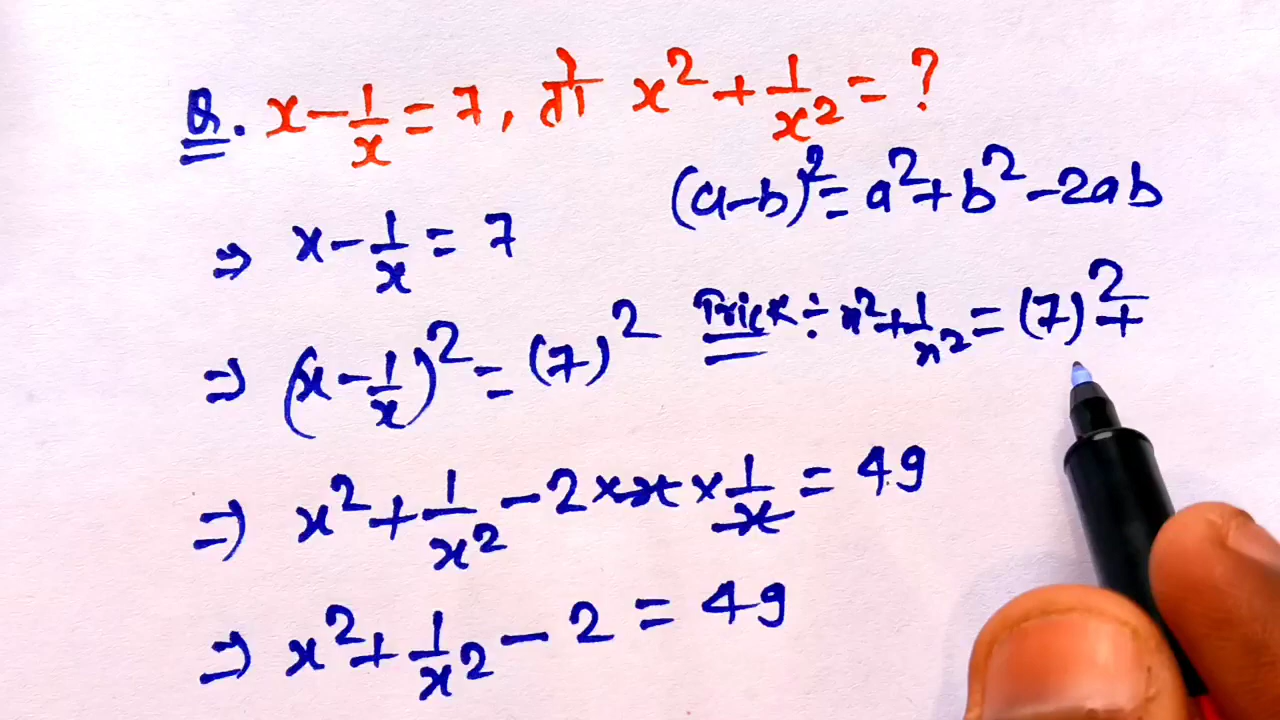 Q. x - 1/x = 7, तो x² + 1/x² = ?
(a-b)² = a² + b² - 2ab
⇒ x - 1/x = 7
⇒ (x - 1/x)² = (7)²
Trick ÷ x² + 1/x² = (7)² +
⇒ x² + 1/x² - 2 × x × 1/x = 49
⇒ x² + 1/x² - 2 = 49